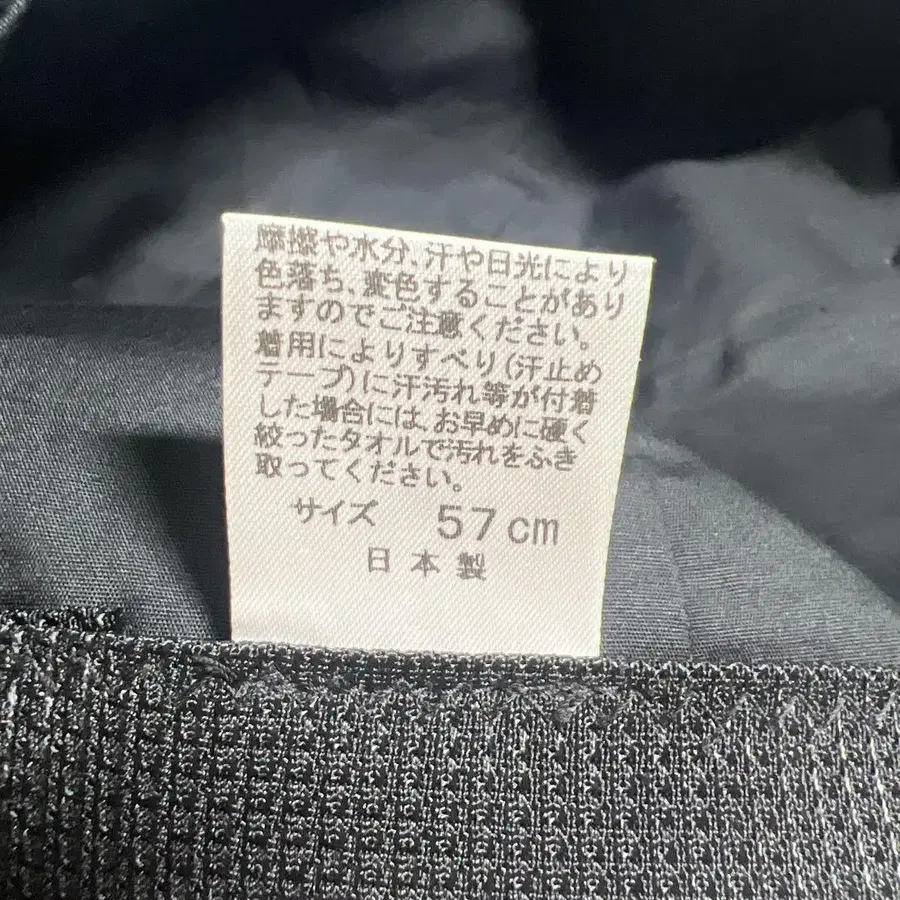 摩擦や水分、汗や日光により
色落ち、変色することがあり
ますのでご注意ください。
着用によりすべり(汗止め
テープ)に汗汚れ等が付着
した場合には、お早めに硬く
絞ったタオルで汚れをふき
取ってください。
サイズ 57cm
日本製